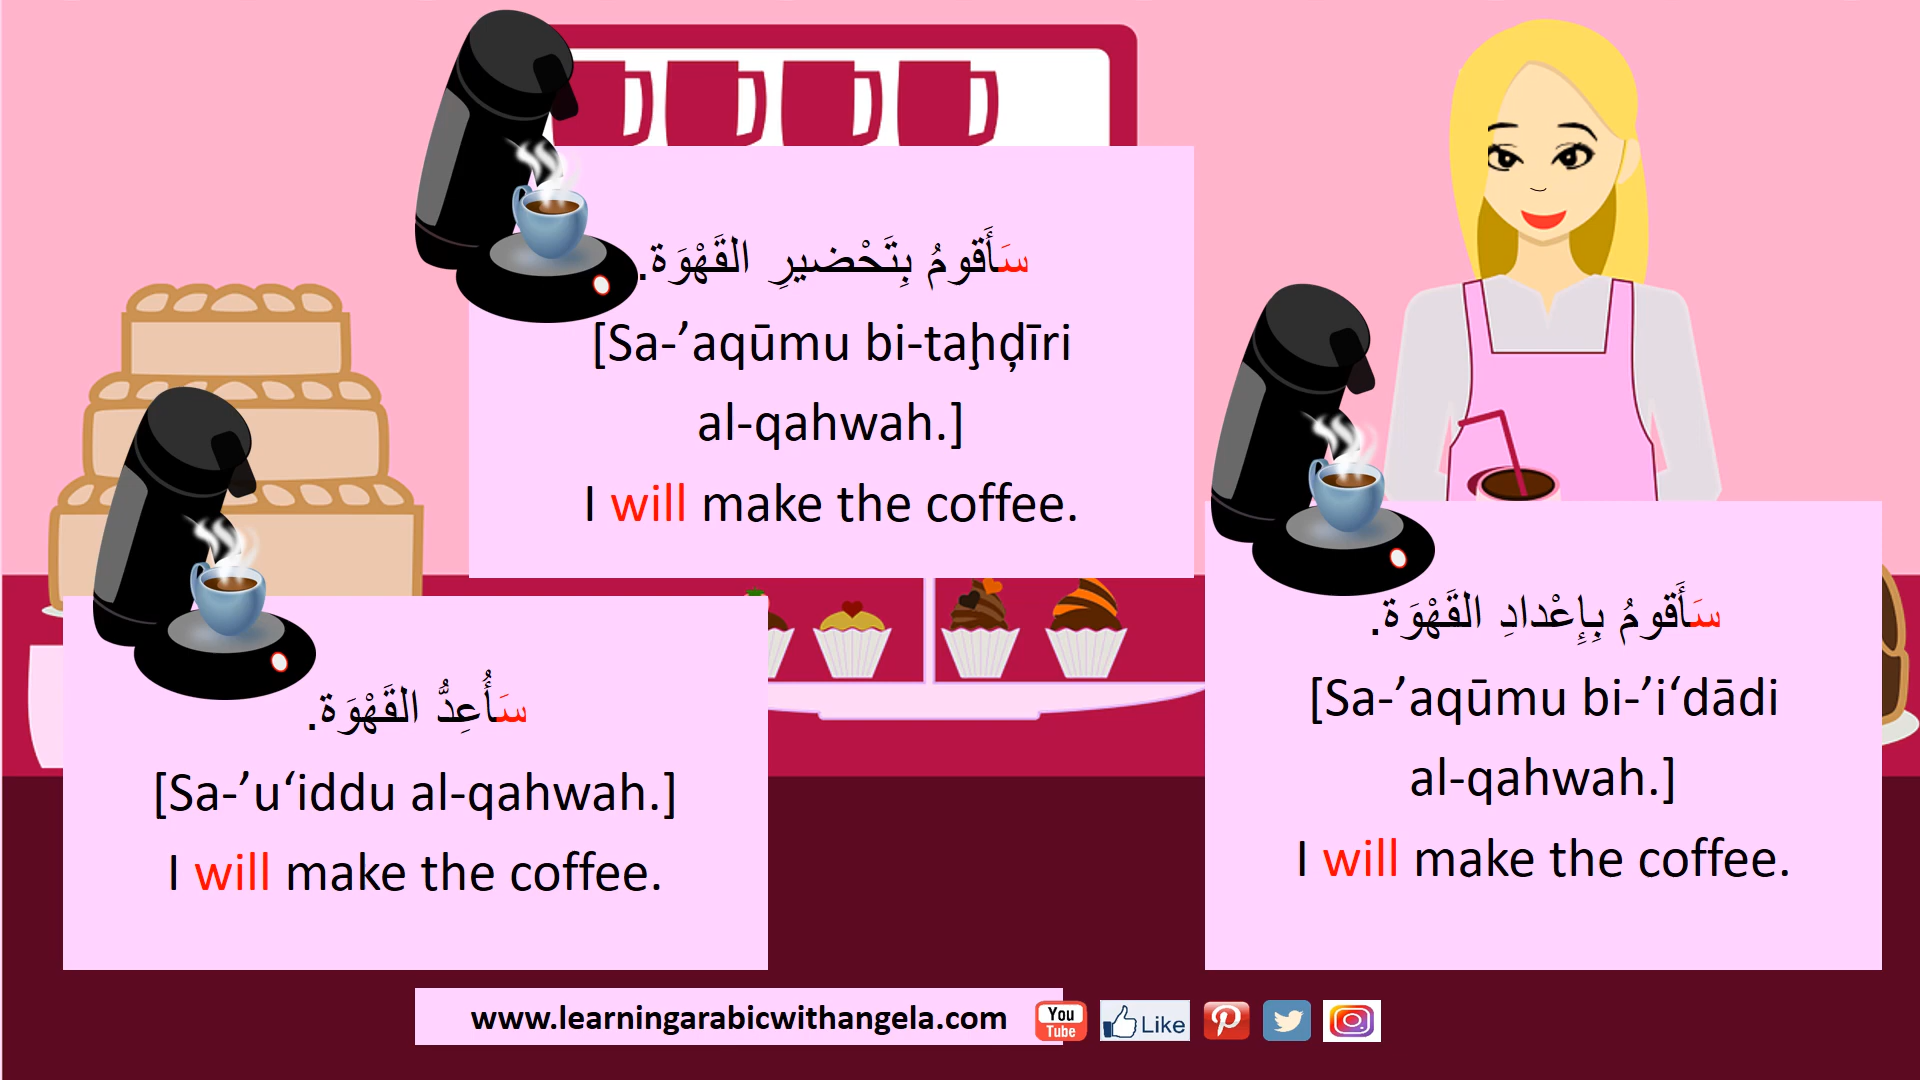 سَأَقومُ بِتَحْضيرِ القَهْوَة.
[Sa-’aqūmu bi-taḩḑīri
al-qahwah.]
I will make the coffee.
سَأُعِدُّ القَهْوَة.
[Sa-’u‘iddu al-qahwah.]
I will make the coffee.
سَأَقومُ بِإِعْدادِ القَهْوَة.
[Sa-’aqūmu bi-’i‘dādi
al-qahwah.]
I will make the coffee.
www.learningarabicwithangela.com
You
Tube
Like